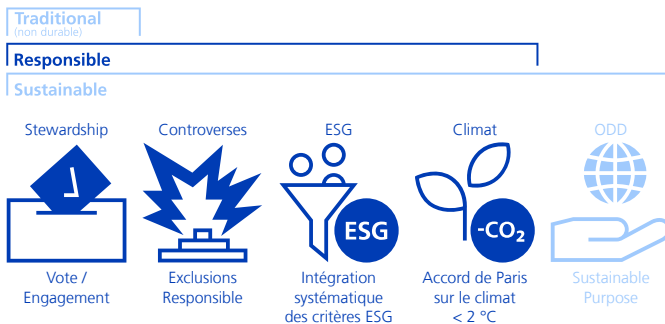 Traditional
(non durable)
Responsible
Sustainable
Stewardship
Controverses
ESG
Climat
ODD
ESG
-CO₂
Vote /
Engagement
Exclusions
Responsible
Intégration
systématique
des critères ESG
Accord de Paris
sur le climat
< 2 °C
Sustainable
Purpose